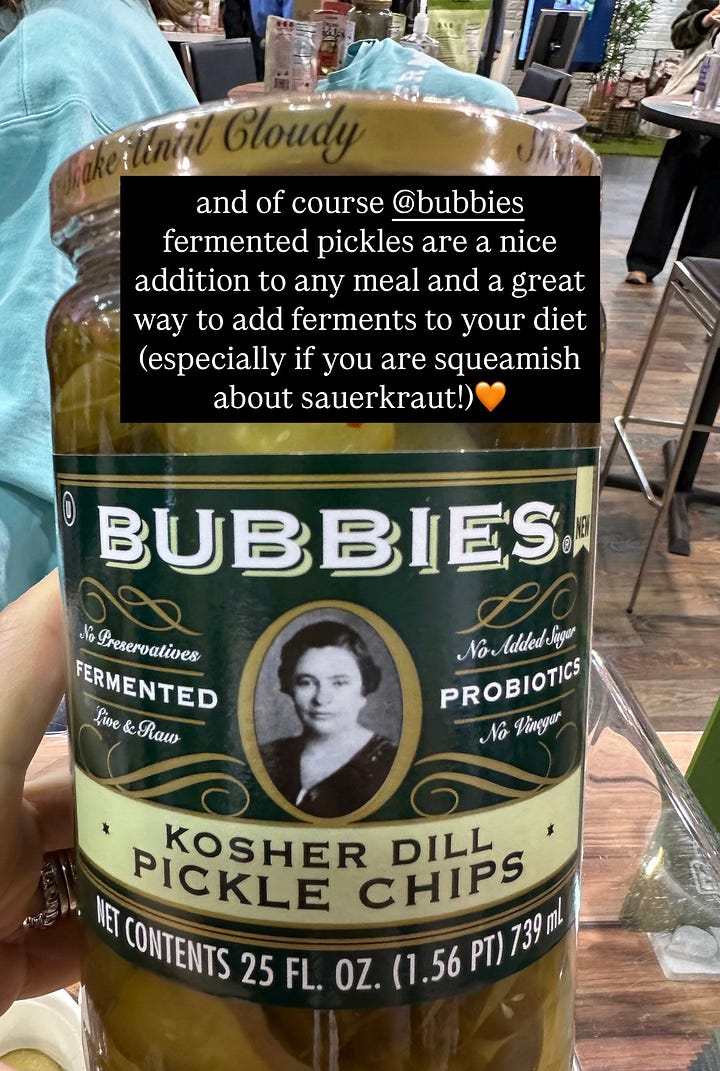 Shake Until Cloudy
and of course @bubbies
fermented pickles are a nice
addition to any meal and a great
way to add ferments to your diet
(especially if you are squeamish
about sauerkraut!)🧡
BUBBIES®
NEW
No Preservatives
FERMENTED
Live & Raw
No Added Sugar
PROBIOTICS
No Vinegar
KOSHER DILL
PICKLE CHIPS
NET CONTENTS 25 FL. OZ. (1.56 PT) 739 mL